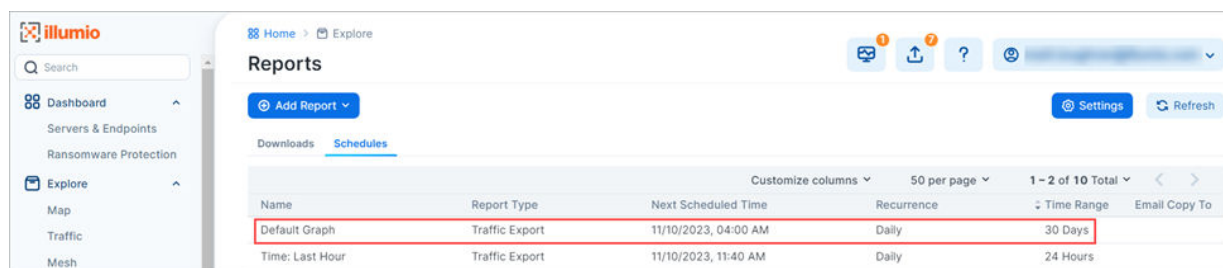 illumio
Search
Dashboard
Servers & Endpoints
Ransomware Protection
Explore
Map
Traffic
Mesh
Home > Explore
Reports
1
7
?
Add Report
Settings
Refresh
Downloads Schedules
Customize columns 50 per page 1 – 2 of 10 Total
Name Report Type Next Scheduled Time Recurrence Time Range Email Copy To
Default Graph Traffic Export 11/10/2023, 04:00 AM Daily 30 Days
Time: Last Hour Traffic Export 11/10/2023, 11:40 AM Daily 24 Hours